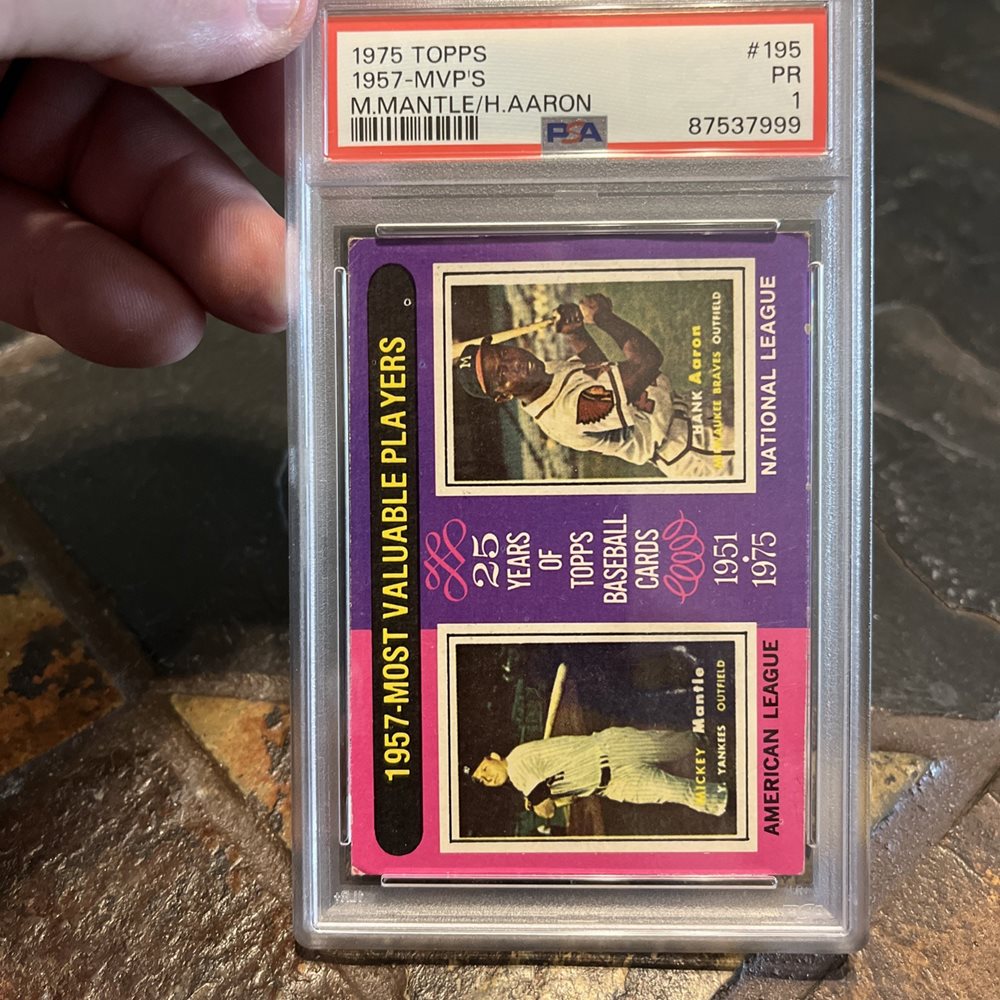 1975 TOPPS #195
1957-MVP'S PR
M.MANTLE/H.AARON 1
PSA 87537999
1957-MOST VALUABLE PLAYERS
MICKEY Mantle
N.Y. YANKEES OUTFIELD
AMERICAN LEAGUE
25
YEARS
OF
TOPPS
BASEBALL
CARDS
1951
•
1975
M
HANK Aaron
MILWAUKEE BRAVES OUTFIELD
NATIONAL LEAGUE